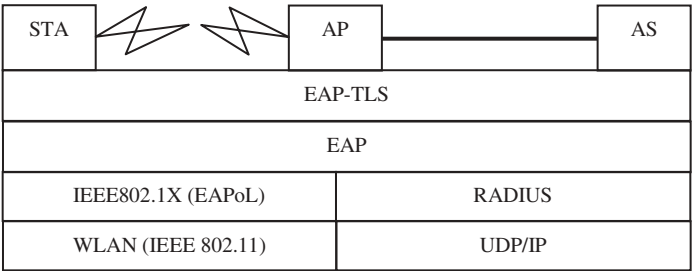 STA AP AS
EAP-TLS
EAP
IEEE802.1X (EAPoL) RADIUS
WLAN (IEEE 802.11) UDP/IP